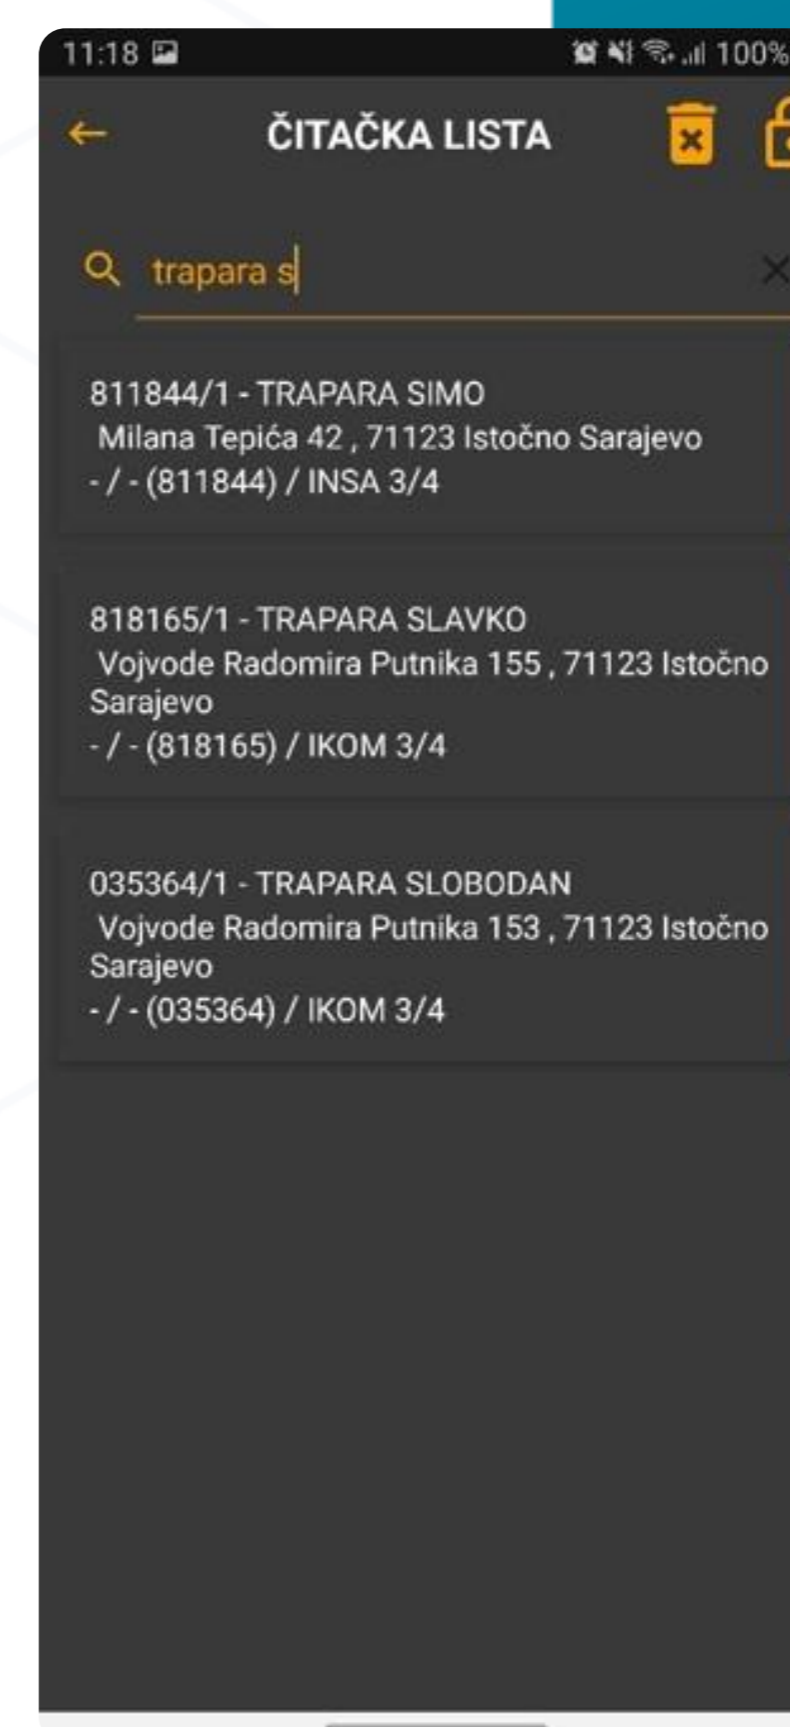 11:18 100%
ČITAČKA LISTA
trapara s
811844/1 - TRAPARA SIMO
Milana Tepića 42 , 71123 Istočno Sarajevo
- / - (811844) / INSA 3/4
818165/1 - TRAPARA SLAVKO
Vojvode Radomira Putnika 155 , 71123 Istočno
Sarajevo
- / - (818165) / IKOM 3/4
035364/1 - TRAPARA SLOBODAN
Vojvode Radomira Putnika 153 , 71123 Istočno
Sarajevo
- / - (035364) / IKOM 3/4